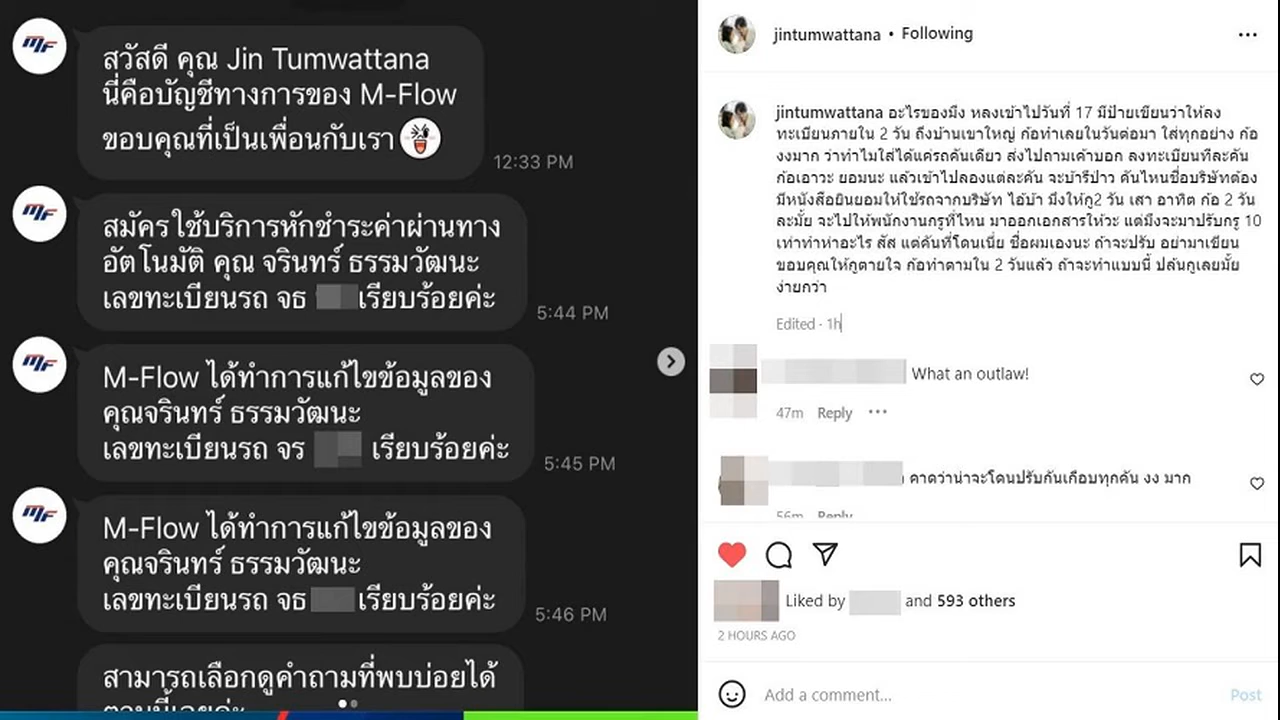 MF
สวัสดี คุณ Jin Tumwattana
นี่คือบัญชีทางการของ M-Flow
ขอบคุณที่เป็นเพื่อนกับเรา
12:33 PM
MF
สมัครใช้บริการหักชำระค่าผ่านทาง
อัตโนมัติ คุณ จรินทร์ ธรรมวัฒนะ
เลขทะเบียนรถ จธ เรียบร้อยค่ะ
5:44 PM
MF
M-Flow ได้ทำการแก้ไขข้อมูลของ
คุณจรินทร์ ธรรมวัฒนะ
เลขทะเบียนรถ จร เรียบร้อยค่ะ
5:45 PM
MF
M-Flow ได้ทำการแก้ไขข้อมูลของ
คุณจรินทร์ ธรรมวัฒนะ
เลขทะเบียนรถ จธ เรียบร้อยค่ะ
5:46 PM
สามารถเลือกดูคำถามที่พบบ่อยได้
ตามนี้เลยค่ะ
jintumwattana • Following
jintumwattana อะไรของมึง หลงเข้าไปวันที่ 17 มีป้ายเขียนว่าให้ลง
ทะเบียนภายใน 2 วัน ถึงบ้านเขาใหญ่ ก้อทำเลยในวันต่อมา ใส่ทุกอย่าง ก้อ
งงมาก ว่าทำไมใส่ได้แค่รถคันเดียว ส่งไปถามเค้าบอก ลงทะเบียนทีละคัน
ก้อเอาวะ ยอมนะ แล้วเข้าไปลองแต่ละคัน จะบ้ารึปาว คันไหนชื่อบริษัทต้อง
มีหนังสือยินยอมให้ใช้รถจากบริษัท ไอ้บ้า มึงให้กู2 วัน เสา อาทิต ก้อ 2 วัน
ละมั้ย จะไปให้พนักงานกรูที่ไหน มาออกเอกสารให้วะ แต่มึงจะมาปรับกรู 10
เท่าทำห่าอะไร สัส แต่คันที่โดนเนี่ย ชื่อผมเองนะ ถ้าจะปรับ อย่ามาเขียน
ขอบคุณให้กูตายใจ ก้อทำตามใน 2 วันแล้ว ถ้าจะทำแบบนี้ ปล้นกูเลยมั้ย
ง่ายกว่า
Edited · 1h
What an outlaw!
47m Reply
คาดว่าน่าจะโดนปรับกันเกือบทุกคัน งง มาก
56m Reply
Liked by and 593 others
2 HOURS AGO
Add a comment...
Post